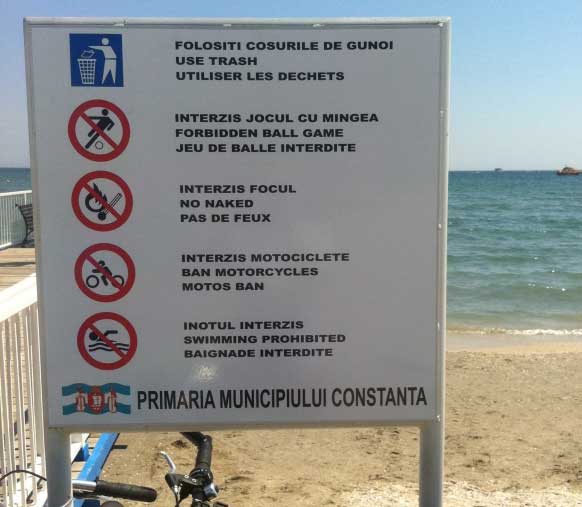 FOLOSITI COSURILE DE GUNOI
USE TRASH
UTILISER LES DECHETS
INTERZIS JOCUL CU MINGEA
FORBIDDEN BALL GAME
JEU DE BALLE INTERDITE
INTERZIS FOCUL
NO NAKED
PAS DE FEUX
INTERZIS MOTOCICLETE
BAN MOTORCYCLES
MOTOS BAN
INOTUL INTERZIS
SWIMMING PROHIBITED
BAIGNADE INTERDITE
PRIMARIA MUNICIPIULUI CONSTANTA